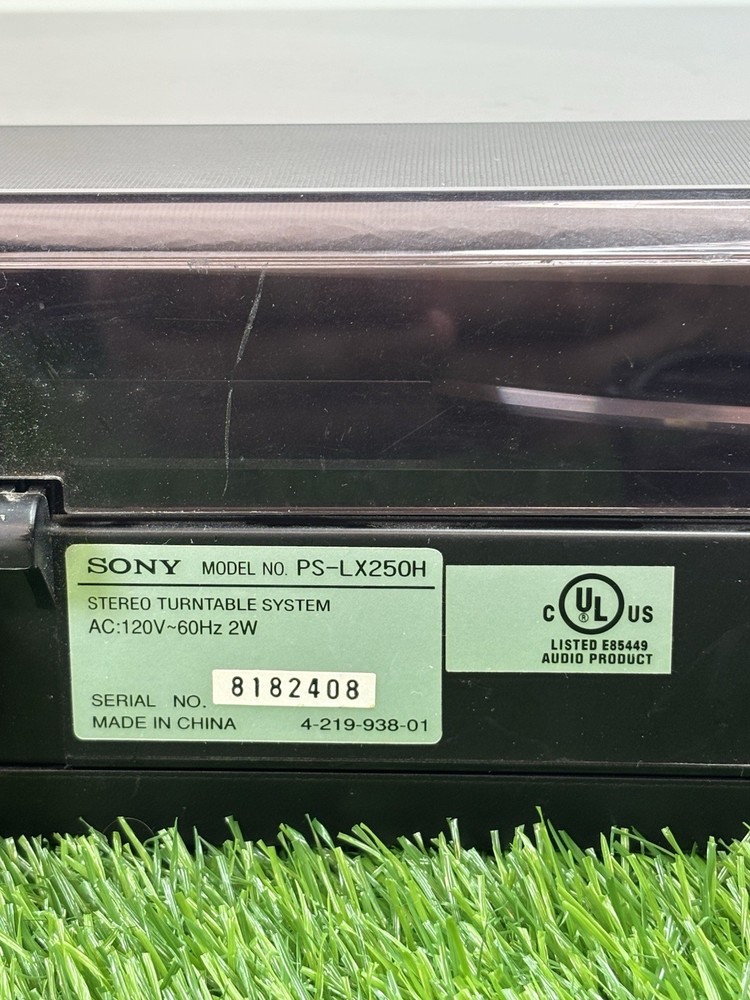 SONY MODEL NO. PS-LX250H
STEREO TURNTABLE SYSTEM
AC:120V~60Hz 2W
SERIAL NO. 8182408
MADE IN CHINA 4-219-938-01
C UL US
®
LISTED E85449
AUDIO PRODUCT